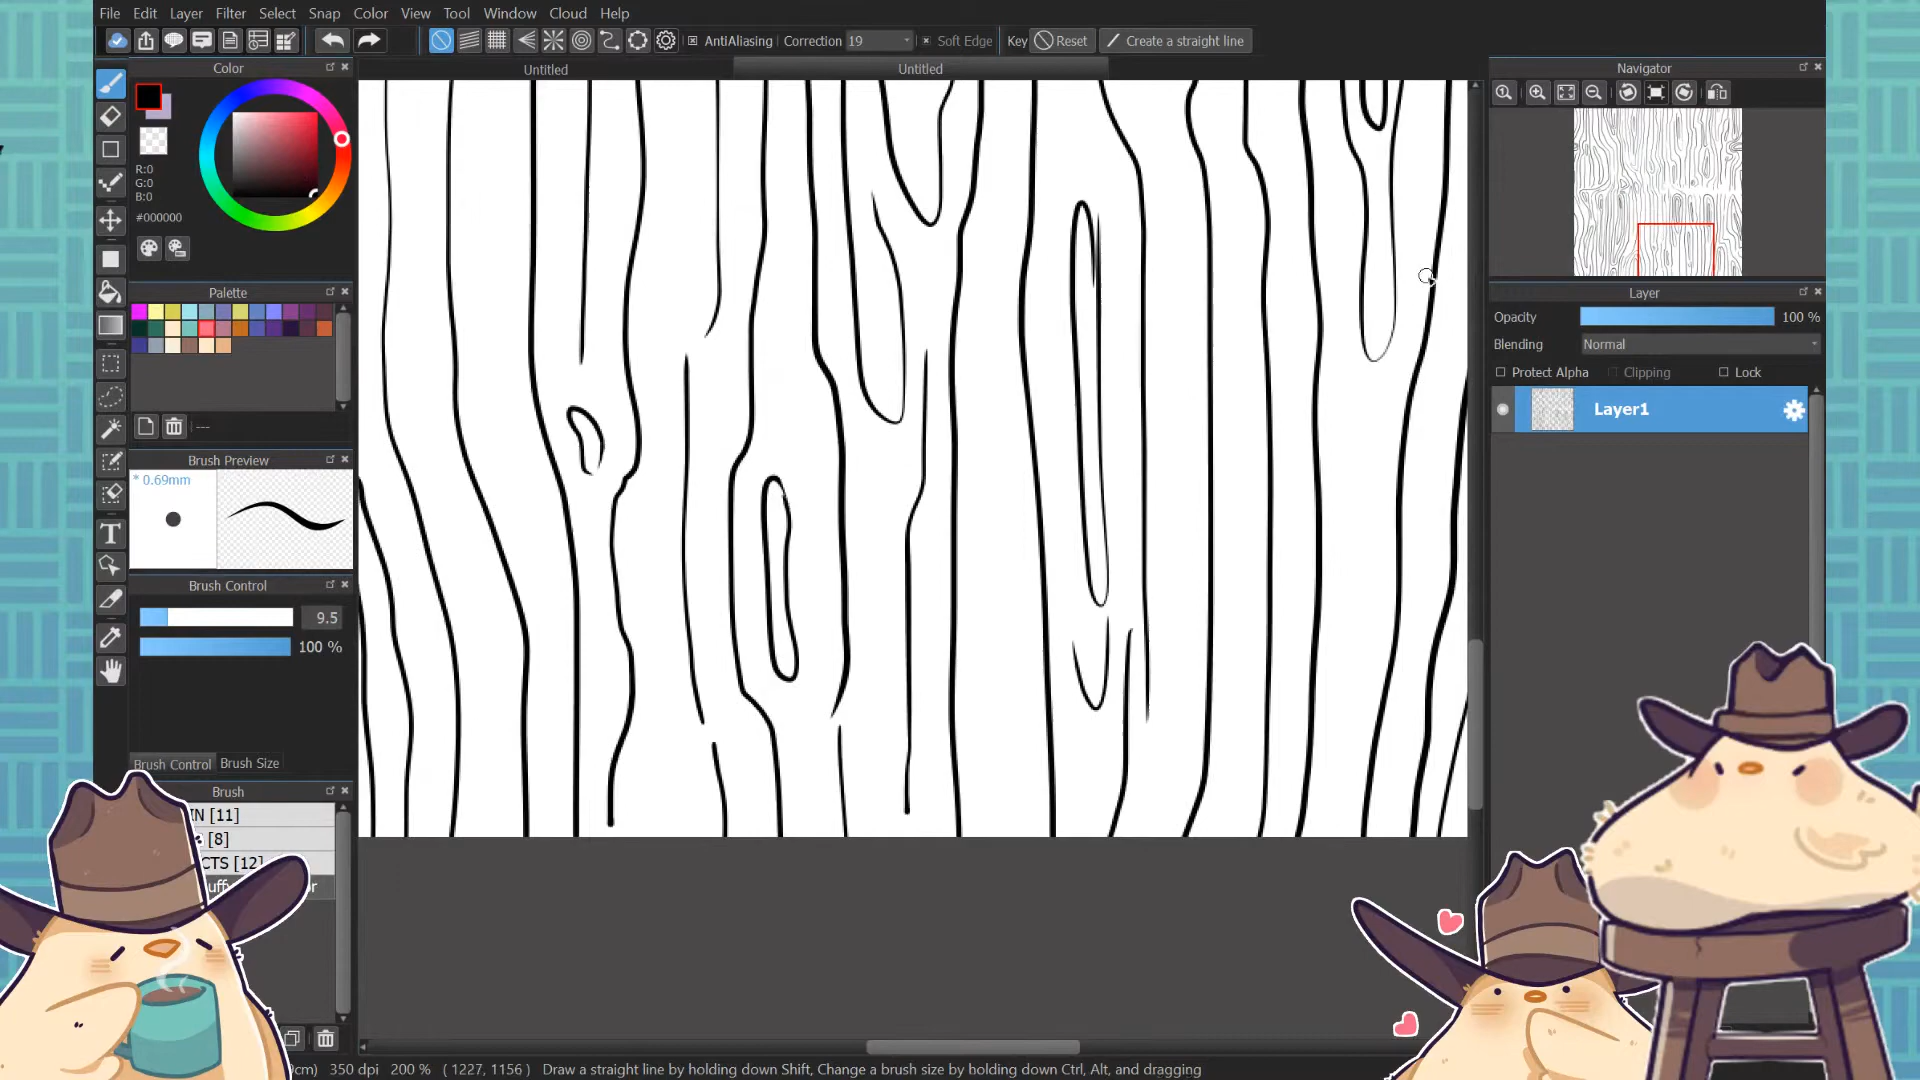 File Edit Layer Filter Select Snap Color View Tool Window Cloud Help
AntiAliasing Correction 19 Soft Edge Key Reset Create a straight line
Color
Untitled Untitled
Navigator
R:0
G:0
B:0
#000000
Palette
Layer
Opacity 100 %
Blending Normal
Protect Alpha Clipping Lock
Layer1
---
Brush Preview
* 0.69mm
Brush Control
9.5
100 %
Brush Control Brush Size
Brush
IN [11]
[8]
CTS [12]
cm) 350 dpi 200 % ( 1227, 1156 ) Draw a straight line by holding down Shift, Change a brush size by holding down Ctrl, Alt, and dragging